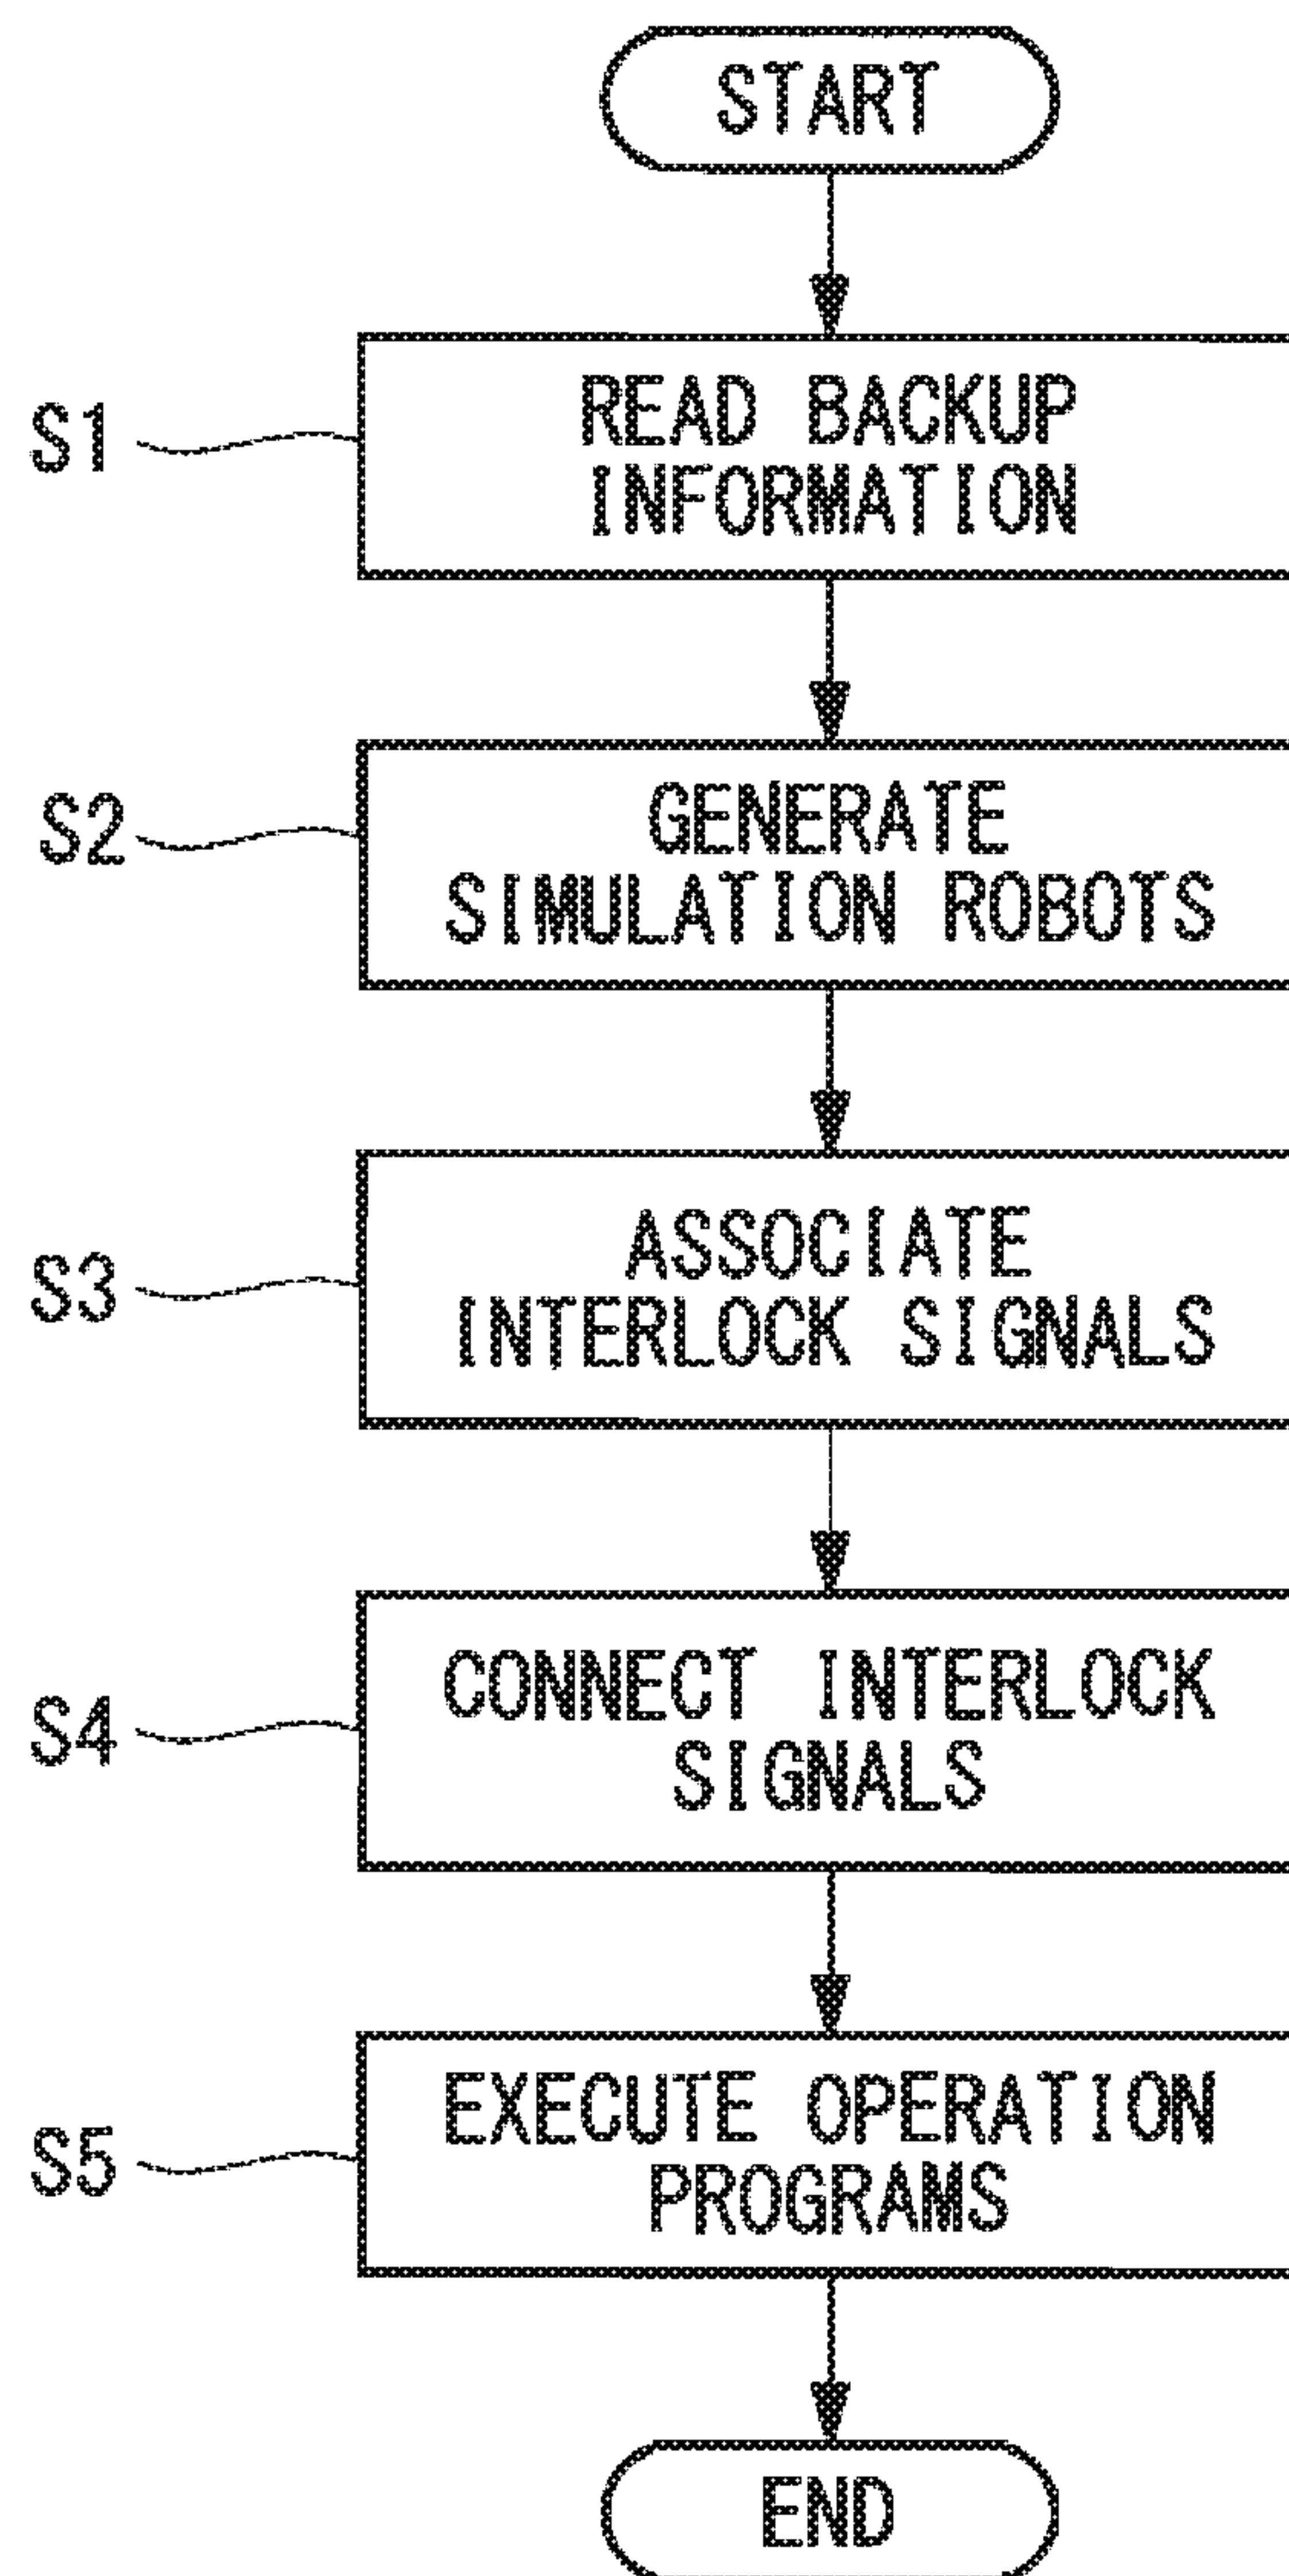 START
S1
READ BACKUP
INFORMATION
S2
GENERATE
SIMULATION ROBOTS
S3
ASSOCIATE
INTERLOCK SIGNALS
S4
CONNECT INTERLOCK
SIGNALS
S5
EXECUTE OPERATION
PROGRAMS
END